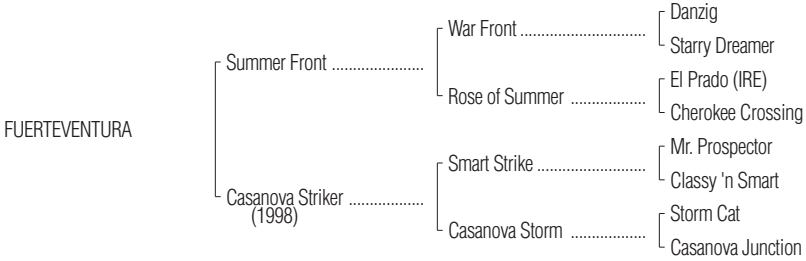 Danzig
War Front ..............................
Starry Dreamer
Summer Front ......................
El Prado (IRE)
Rose of Summer ..................
Cherokee Crossing
FUERTEVENTURA
Mr. Prospector
Smart Strike ..........................
Classy 'n Smart
Casanova Striker ..................
(1998)
Storm Cat
Casanova Storm ..................
Casanova Junction